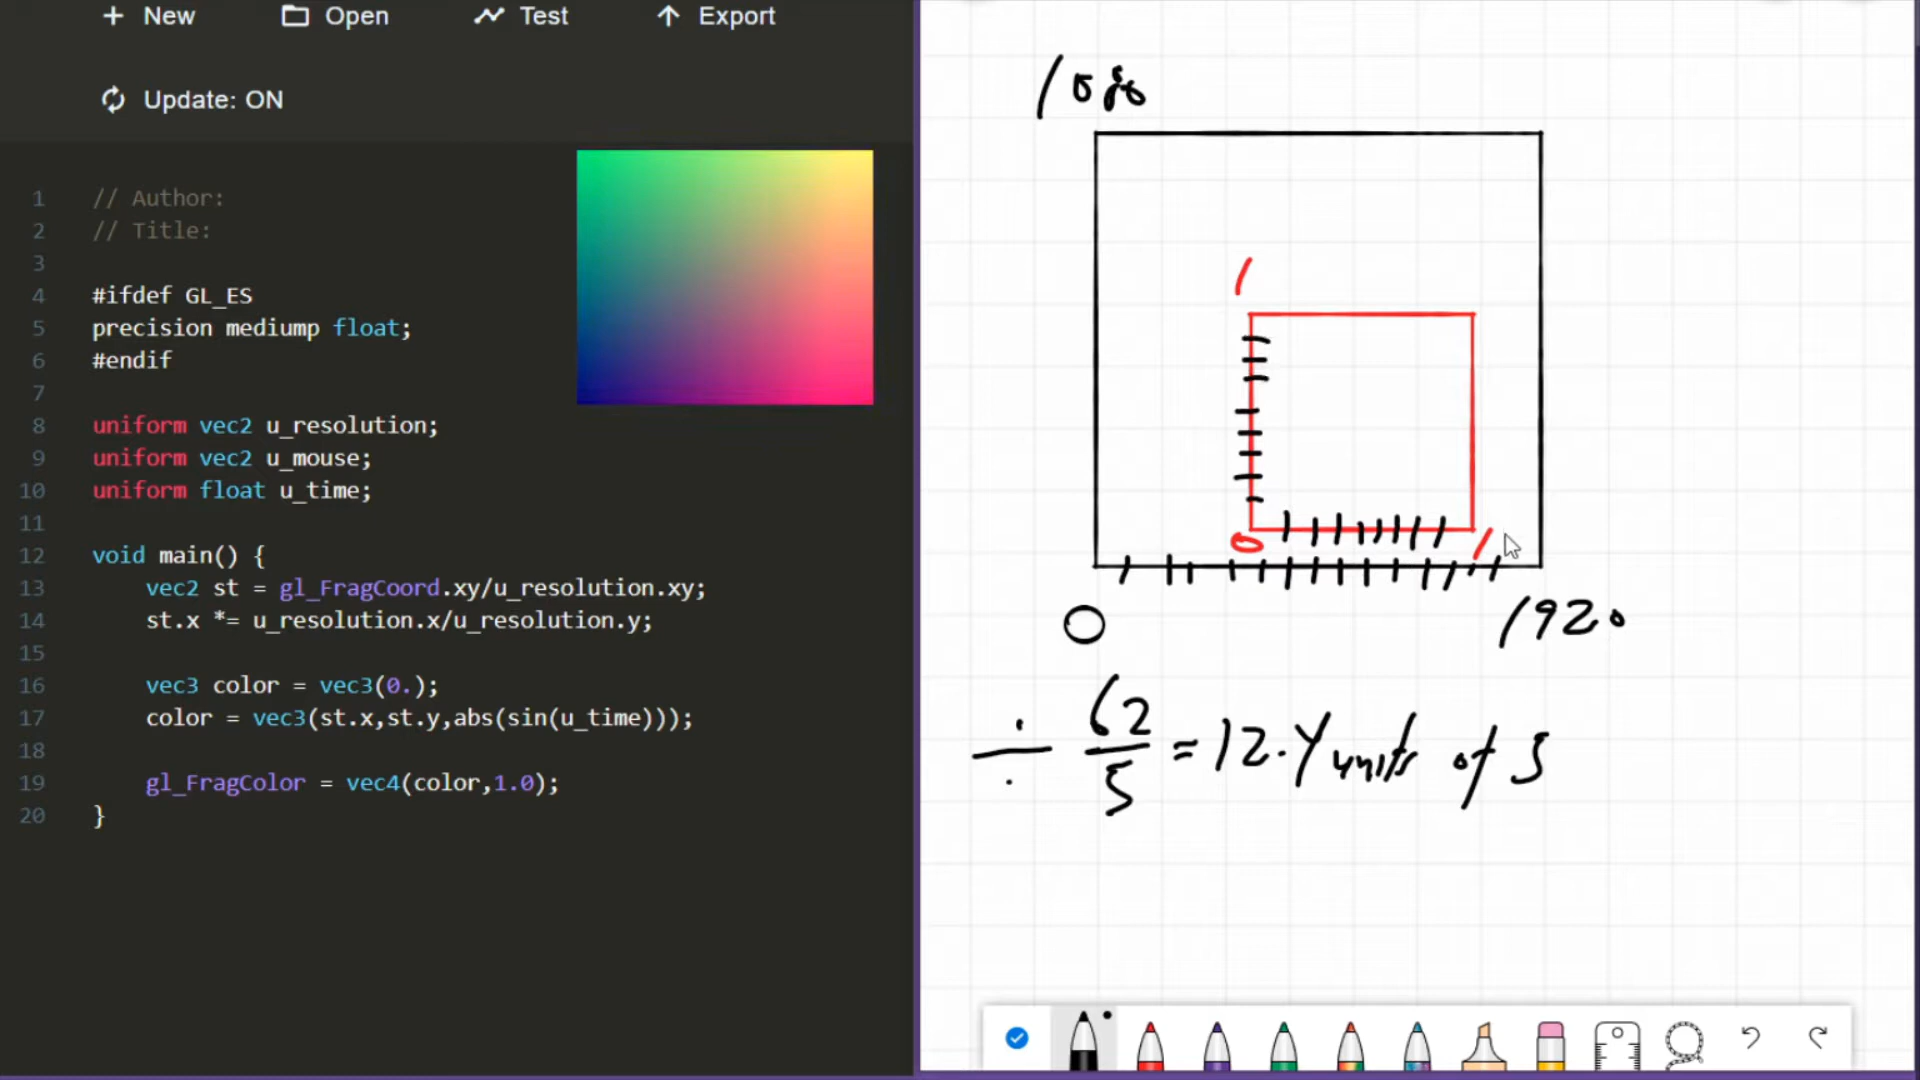 New Open Test Export
Update: ON
1 // Author:
2 // Title:
3
4 #ifdef GL_ES
5 precision mediump float;
6 #endif
7
8 uniform vec2 u_resolution;
9 uniform vec2 u_mouse;
10 uniform float u_time;
11
12 void main() {
13 vec2 st = gl_FragCoord.xy/u_resolution.xy;
14 st.x *= u_resolution.x/u_resolution.y;
15
16 vec3 color = vec3(0.);
17 color = vec3(st.x,st.y,abs(sin(u_time)));
18
19 gl_FragColor = vec4(color,1.0);
20 }
1080
1
0 1
0 1920
÷ 62/5 = 12.4 units of 5